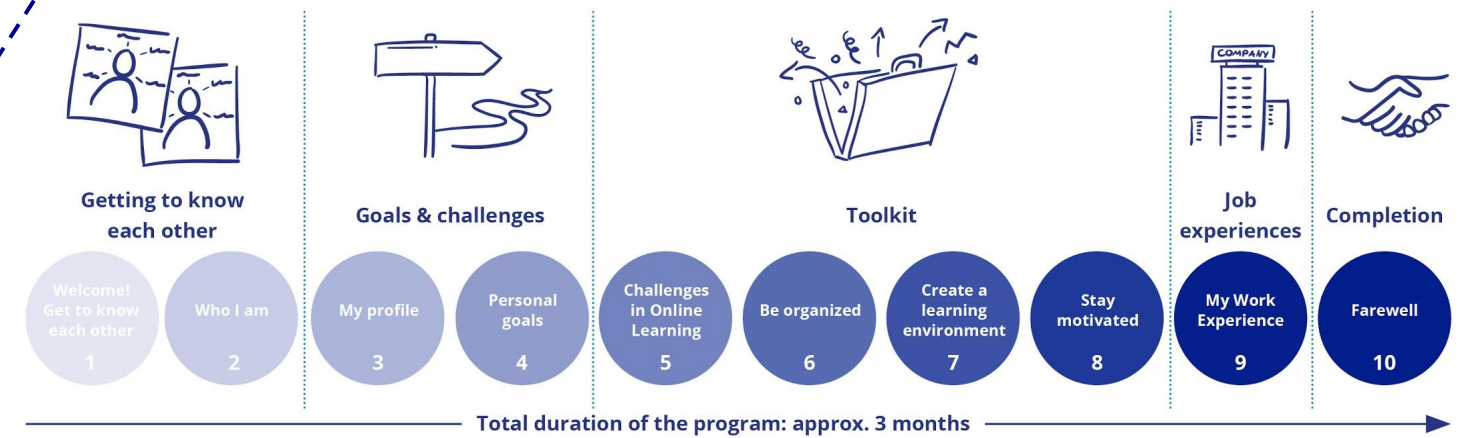 COMPANY
Getting to know
each other
Goals & challenges
Toolkit
Job
experiences
Completion
Welcome!
Get to know
each other
1
Who I am
2
My profile
3
Personal
goals
4
Challenges
in Online
Learning
5
Be organized
6
Create a
learning
environment
7
Stay
motivated
8
My Work
Experience
9
Farewell
10
Total duration of the program: approx. 3 months